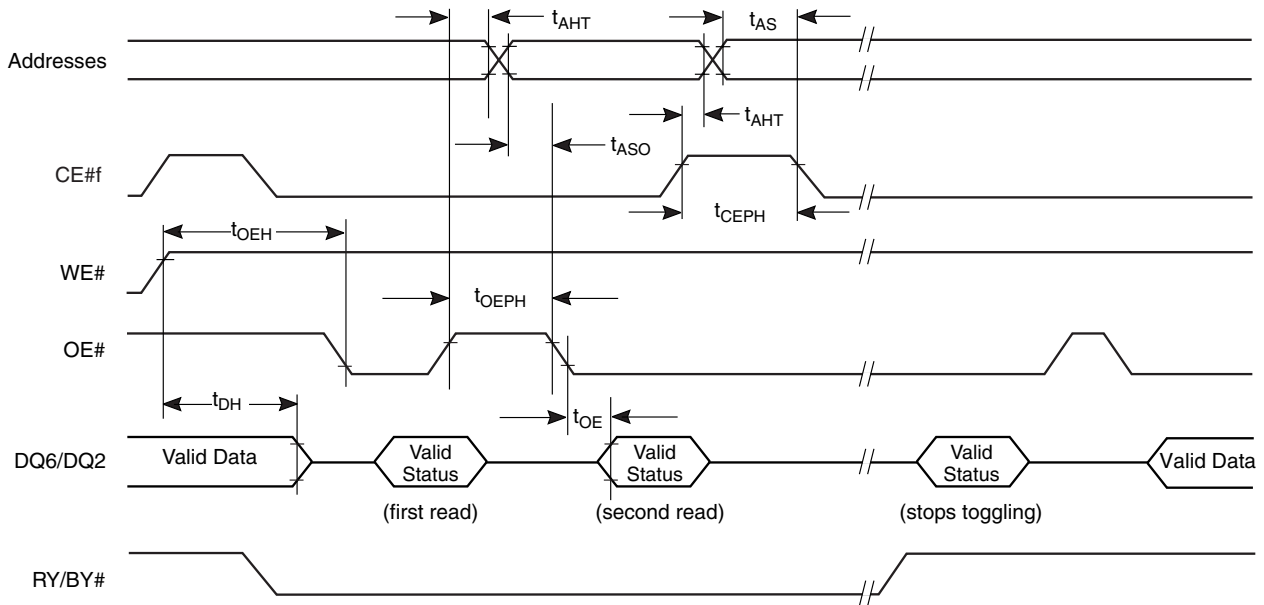 tAHT
tAS
Addresses
tAHT
tASO
CE#f
tCEPH
tOEH
WE#
tOEPH
OE#
tDH
tOE
DQ6/DQ2
Valid Data
Valid
Status
Valid
Status
Valid
Status
Valid Data
(first read)
(second read)
(stops toggling)
RY/BY#